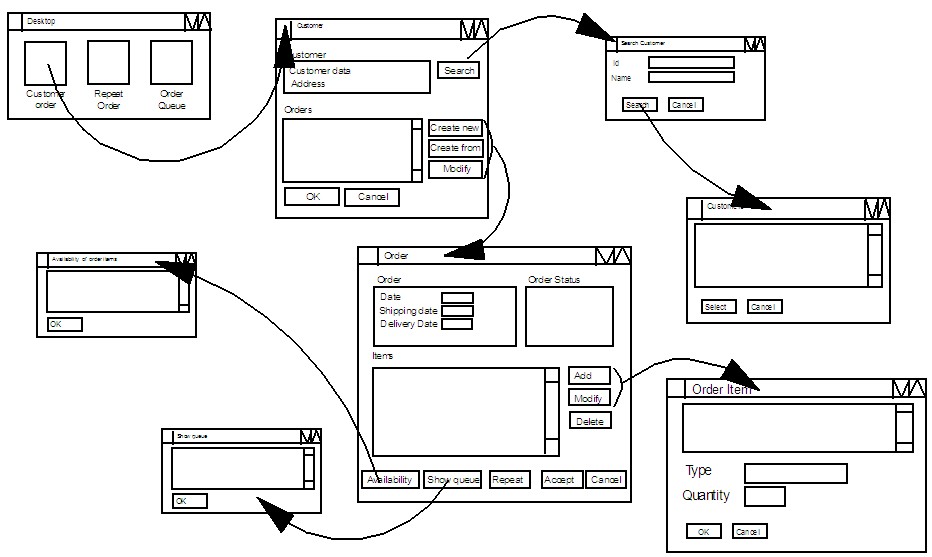 Desktop
Customer order
Repeat Order
Order Queue
Customer
Customer
Customer data
Address
Search
Orders
Create new
Create from
Modify
OK
Cancel
Search Customer
Id
Name
Search
Cancel
Customers
Select
Cancel
Availability of order items
OK
Order
Order
Date
Shipping date
Delivery Date
Order Status
Items
Add
Modify
Delete
Availability
Show queue
Repeat
Accept
Cancel
Show queue
OK
Order Item
Type
Quantity
OK
Cancel